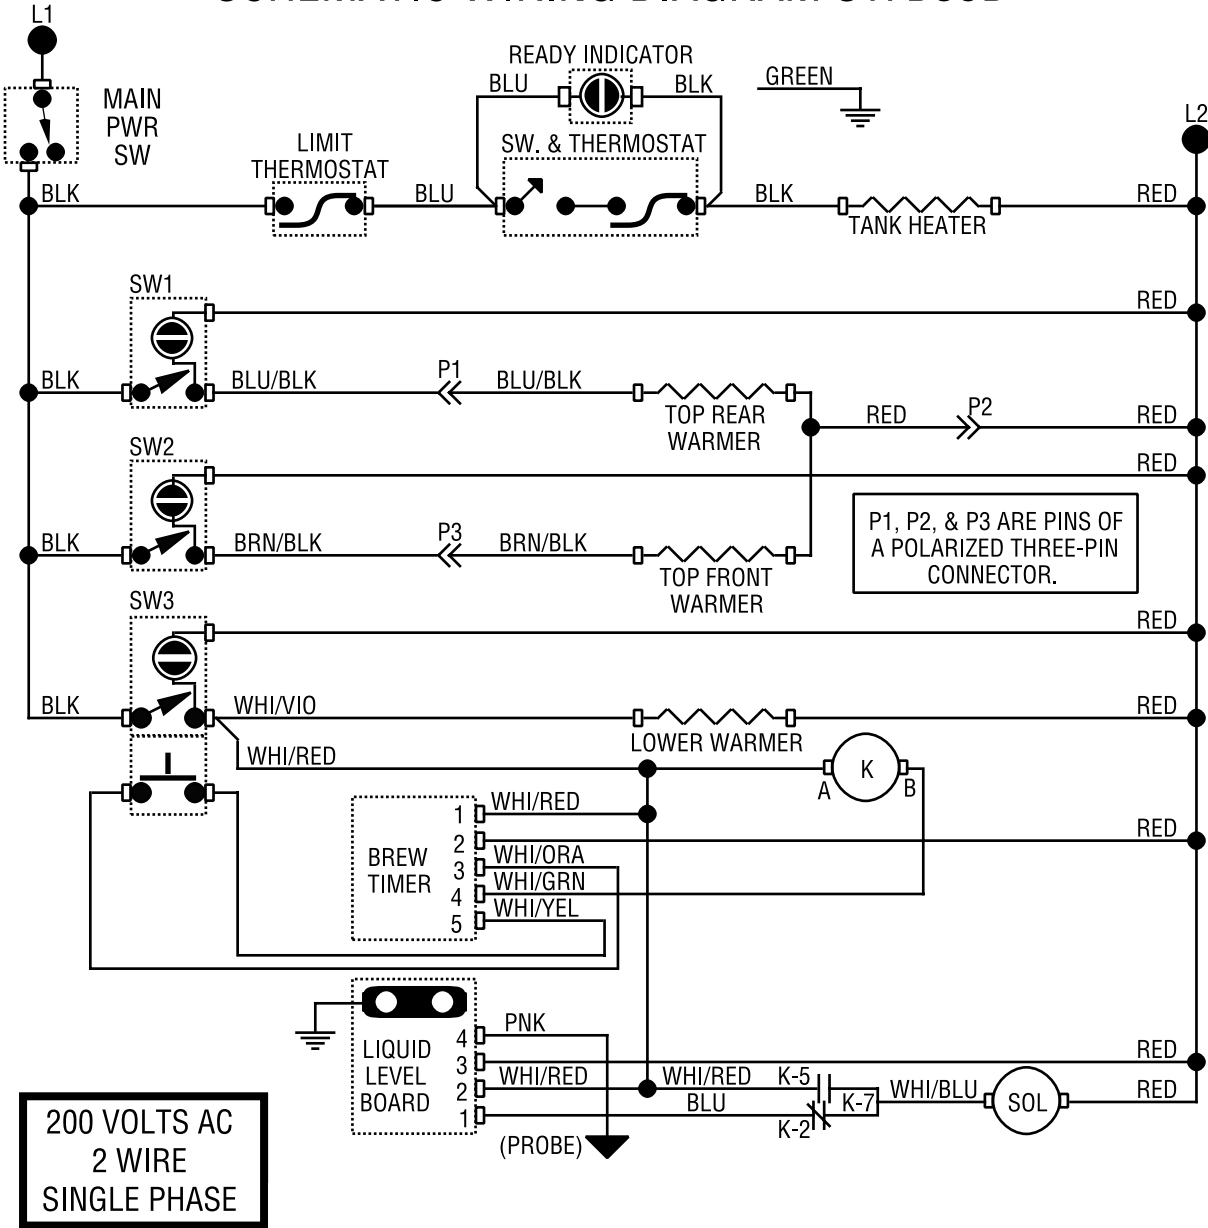 L1
READY INDICATOR
BLU
BLK
GREEN
MAIN
PWR
SW
L2
LIMIT
THERMOSTAT
SW. & THERMOSTAT
BLK
BLU
BLK
RED
TANK HEATER
SW1
RED
BLK
BLU/BLK
P1
BLU/BLK
TOP REAR
WARMER
RED
P2
RED
SW2
RED
BLK
BRN/BLK
P3
BRN/BLK
TOP FRONT
WARMER
P1, P2, & P3 ARE PINS OF
A POLARIZED THREE-PIN
CONNECTOR.
SW3
RED
BLK
WHI/VIO
RED
LOWER WARMER
WHI/RED
K
A
B
BREW
TIMER
1
WHI/RED
2
RED
3
WHI/ORA
4
WHI/GRN
5
WHI/YEL
LIQUID
LEVEL
BOARD
4
PNK
3
RED
2
WHI/RED
WHI/RED
K-5
1
BLU
K-7
K-2
WHI/BLU
SOL
RED
(PROBE)
200 VOLTS AC
2 WIRE
SINGLE PHASE